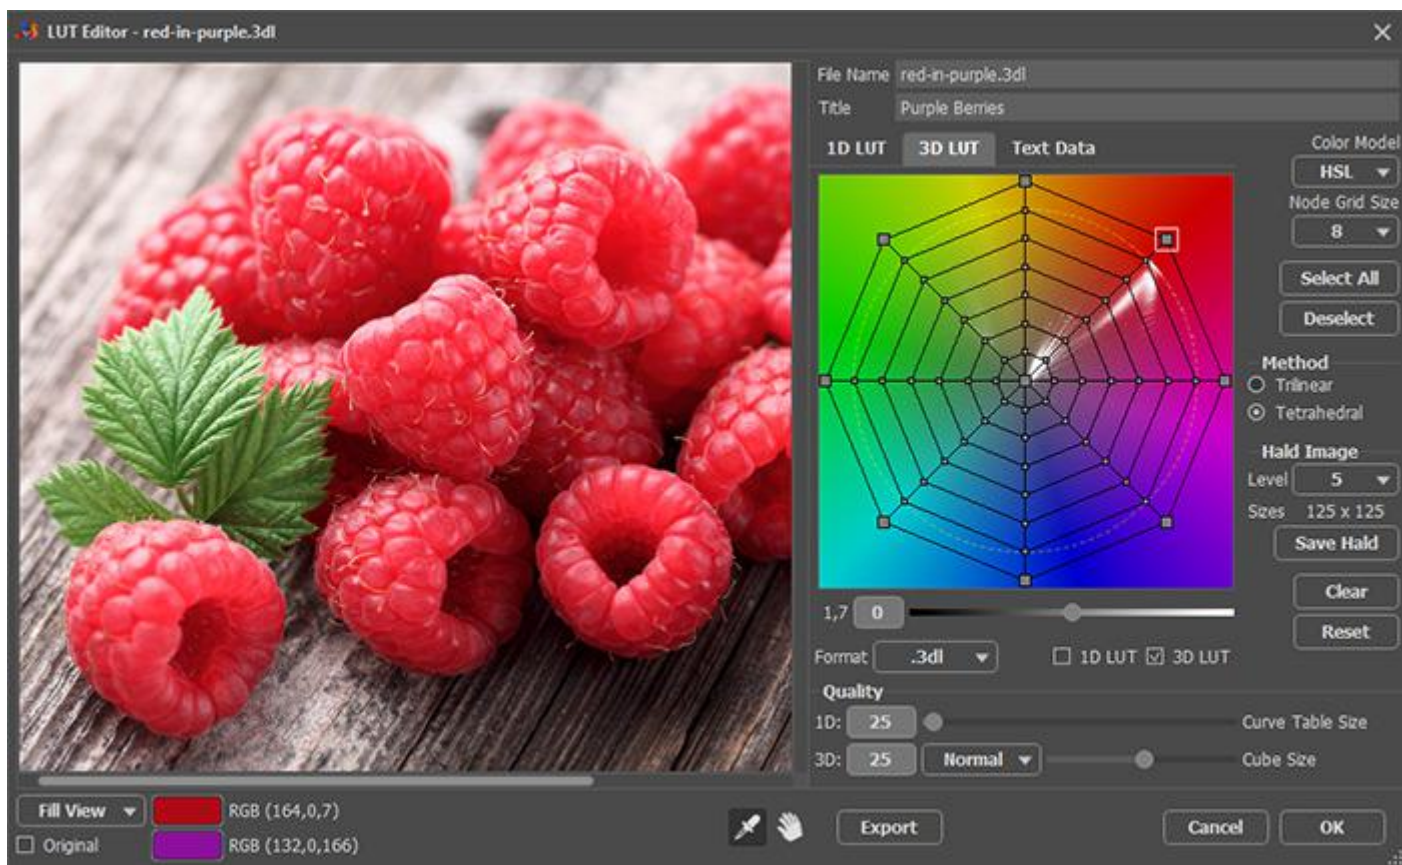 LUT Editor - red-in-purple.3dl
File Name red-in-purple.3dl
Title Purple Berries
1D LUT 3D LUT Text Data
Color Model
HSL
Node Grid Size
8
Select All
Deselect
Method
Trilinear
Tetrahedral
Hald Image
Level 5
Sizes 125 x 125
Save Hald
Clear
Reset
1,7 0
Format .3dl 1D LUT 3D LUT
Quality
1D: 25 Curve Table Size
3D: 25 Normal Cube Size
Fill View RGB (164,0,7)
Original RGB (132,0,166)
Export Cancel OK